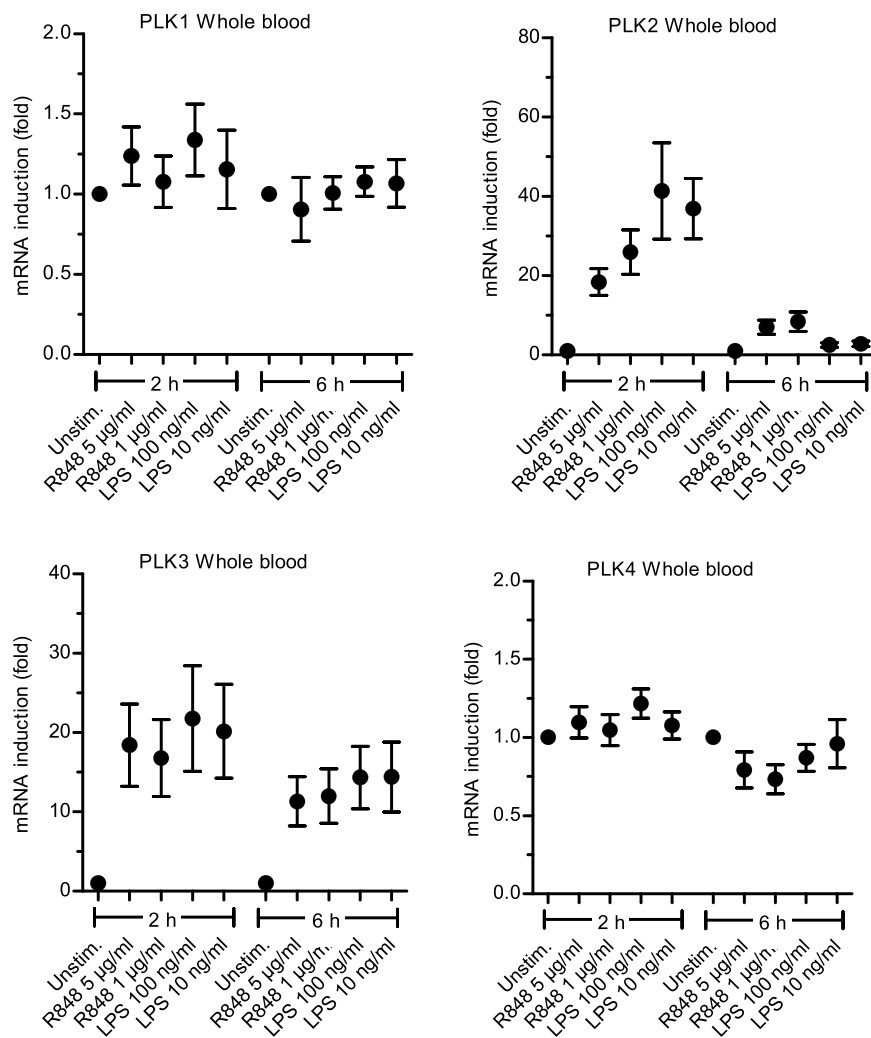 PLK1 Whole blood
mRNA induction (fold)
2.0
1.5
1.0
0.5
0.0
2 h
6 h
Unstim.
R848 5 µg/ml
R848 1 µg/ml
LPS 100 ng/ml
LPS 10 ng/ml
Unstim.
R848 5 µg/ml
R848 1 µg/
LPS 100 ng/ml
LPS 10 ng/ml
PLK2 Whole blood
mRNA induction (fold)
80
60
40
20
0
2 h
6 h
Unstim.
R848 5 µg/ml
R848 1 µg/ml
LPS 100 ng/ml
LPS 10 ng/ml
Unstim.
R848 5 µg/ml
R848 1 µg/
LPS 100 ng/ml
LPS 10 ng/ml
PLK3 Whole blood
mRNA induction (fold)
40
30
20
10
0
2 h
6 h
Unstim.
R848 5 µg/ml
R848 1 µg/ml
LPS 100 ng/ml
LPS 10 ng/ml
Unstim.
R848 5 µg/ml
R848 1 µg/
LPS 100 ng/ml
LPS 10 ng/ml
PLK4 Whole blood
mRNA induction (fold)
2.0
1.5
1.0
0.5
0.0
2 h
6 h
Unstim.
R848 5 µg/ml
R848 1 µg/ml
LPS 100 ng/ml
LPS 10 ng/ml
Unstim.
R848 5 µg/ml
R848 1 µg/
LPS 100 ng/ml
LPS 10 ng/ml